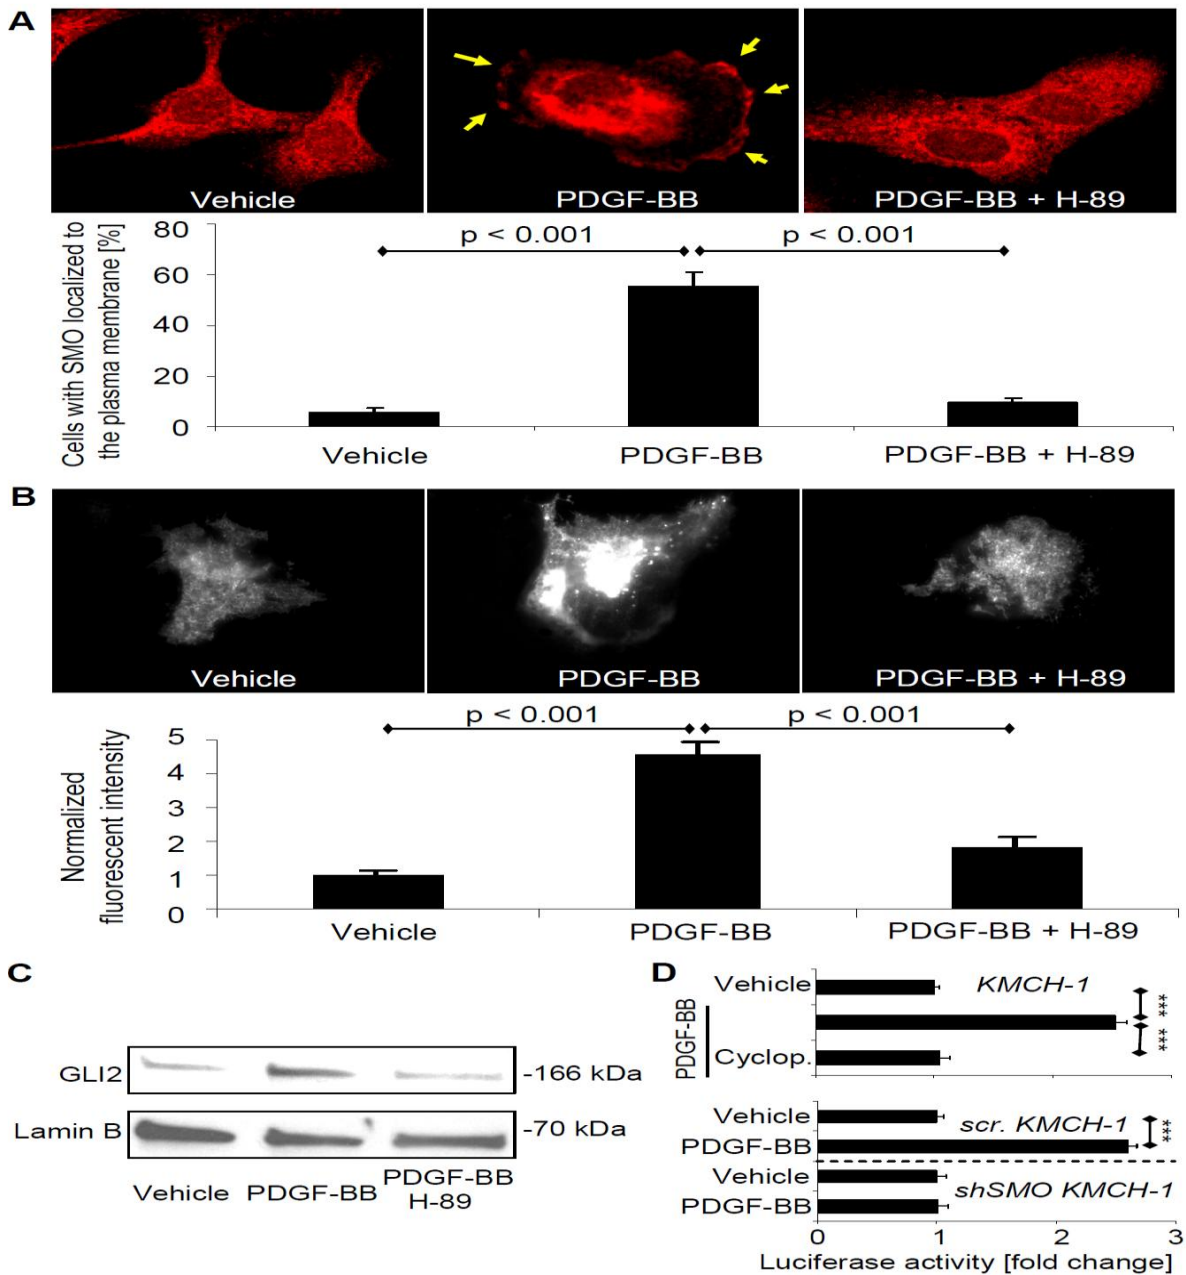 A
Vehicle PDGF-BB PDGF-BB + H-89
Cells with SMO localized to
the plasma membrane [%]
80
60
40
20
0
p < 0.001 p < 0.001
Vehicle PDGF-BB PDGF-BB + H-89
B
Vehicle PDGF-BB PDGF-BB + H-89
Normalized
fluorescent intensity
5
4
3
2
1
0
p < 0.001 p < 0.001
Vehicle PDGF-BB PDGF-BB + H-89
C
GLI2 -166 kDa
Lamin B -70 kDa
Vehicle PDGF-BB PDGF-BB
H-89
D
Vehicle KMCH-1
PDGF-BB
Cyclop.
***
***
Vehicle scr. KMCH-1
PDGF-BB
***
Vehicle shSMO KMCH-1
PDGF-BB
0 1 2 3
Luciferase activity [fold change]